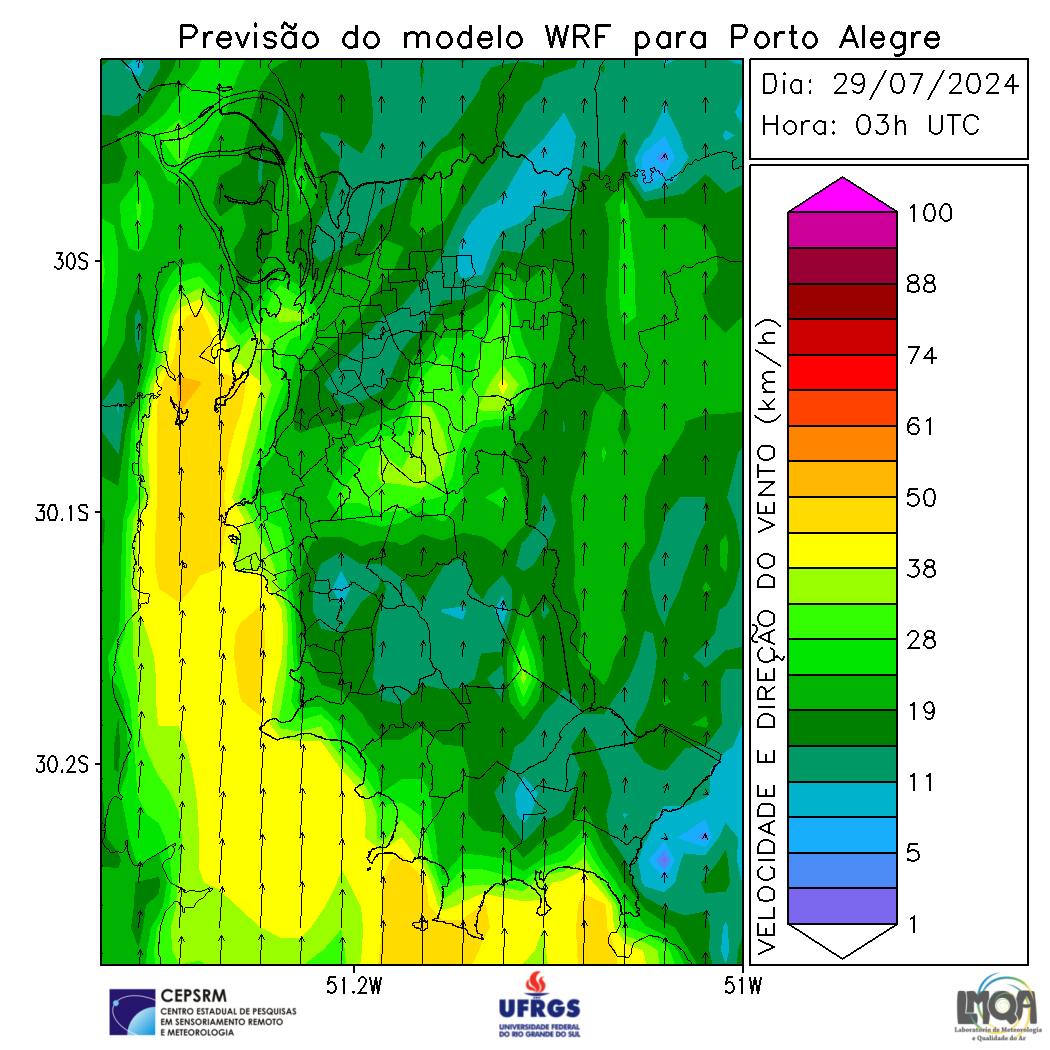 Previsão do modelo WRF para Porto Alegre
Dia: 29/07/2024
Hora: 03h UTC
30S
30.1S
30.2S
51.2W
51W
VELOCIDADE E DIREÇÃO DO VENTO (km/h)
100
88
74
61
50
38
28
19
11
5
1
CEPSRM
CENTRO ESTADUAL DE PESQUISAS
EM SENSORIAMENTO REMOTO
E METEOROLOGIA
UFRGS
UNIVERSIDADE FEDERAL
DO RIO GRANDE DO SUL
LMQA
Laboratório de Meteorologia
e Qualidade do Ar